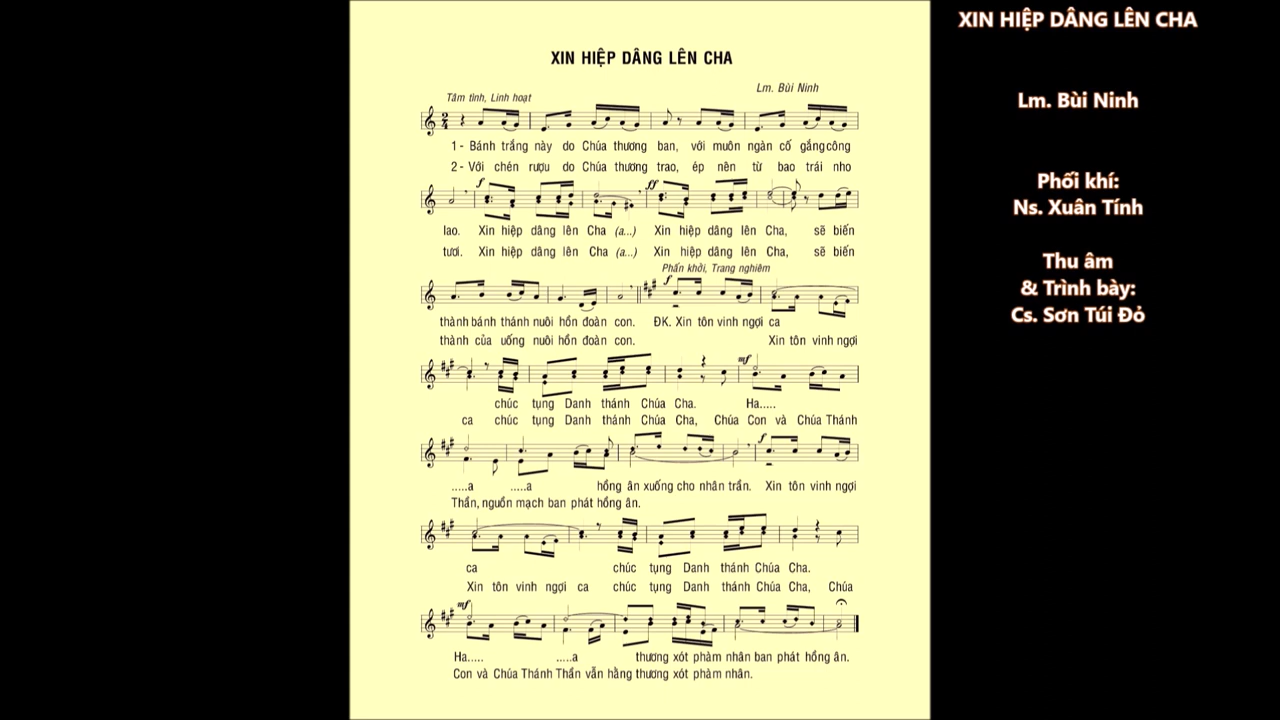 XIN HIỆP DÂNG LÊN CHA
Lm. Bùi Ninh
Tâm tình, Linh hoạt
1- Bánh trắng này do Chúa thương ban, với muôn ngàn cố gắng công
2- Với chén rượu do Chúa thương trao, ép nên từ bao trái nho
f
ff
lao. Xin hiệp dâng lên Cha (a...) Xin hiệp dâng lên Cha, sẽ biến
tươi. Xin hiệp dâng lên Cha (a...) Xin hiệp dâng lên Cha, sẽ biến
Phấn khởi, Trang nghiêm
f
thành bánh thánh nuôi hồn đoàn con. ĐK. Xin tôn vinh ngợi ca
thành của uống nuôi hồn đoàn con. Xin tôn vinh ngợi
mf
chúc tụng Danh thánh Chúa Cha. Ha.....
ca chúc tụng Danh thánh Chúa Cha, Chúa Con và Chúa Thánh
f
.....a .....a hồng ân xuống cho nhân trần. Xin tôn vinh ngợi
Thần, nguồn mạch ban phát hồng ân.
ca chúc tụng Danh thánh Chúa Cha.
Xin tôn vinh ngợi ca chúc tụng Danh thánh Chúa Cha, Chúa
mf
Ha..... .....a thương xót phàm nhân ban phát hồng ân.
Con và Chúa Thánh Thần vẫn hằng thương xót phàm nhân.
XIN HIỆP DÂNG LÊN CHA
Lm. Bùi Ninh
Phối khí:
Ns. Xuân Tính
Thu âm
& Trình bày:
Cs. Sơn Túi Đỏ